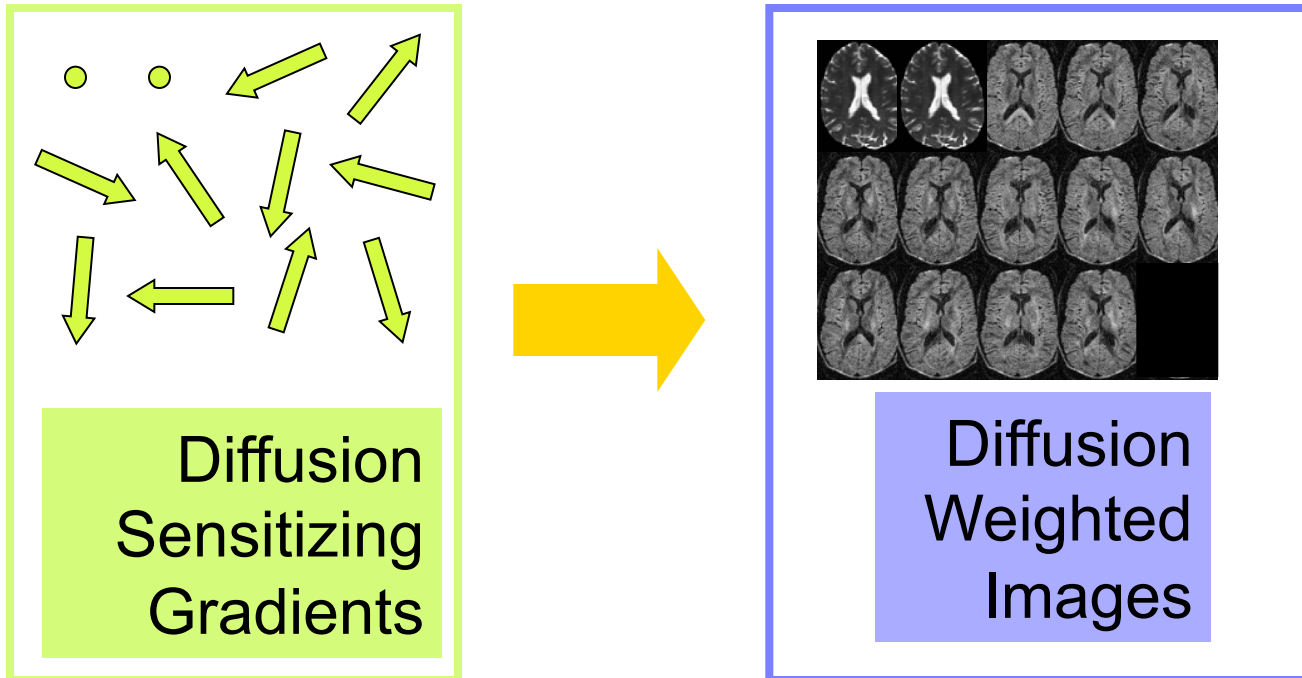 Diffusion
Sensitizing
Gradients
Diffusion
Weighted
Images